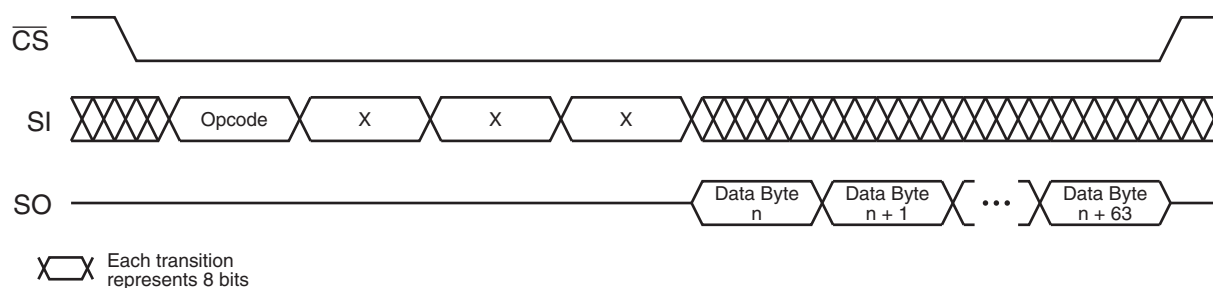 CS
SI
Opcode
X
X
X
SO
Data Byte
n
Data Byte
n + 1
•••
Data Byte
n + 63
Each transition
represents 8 bits